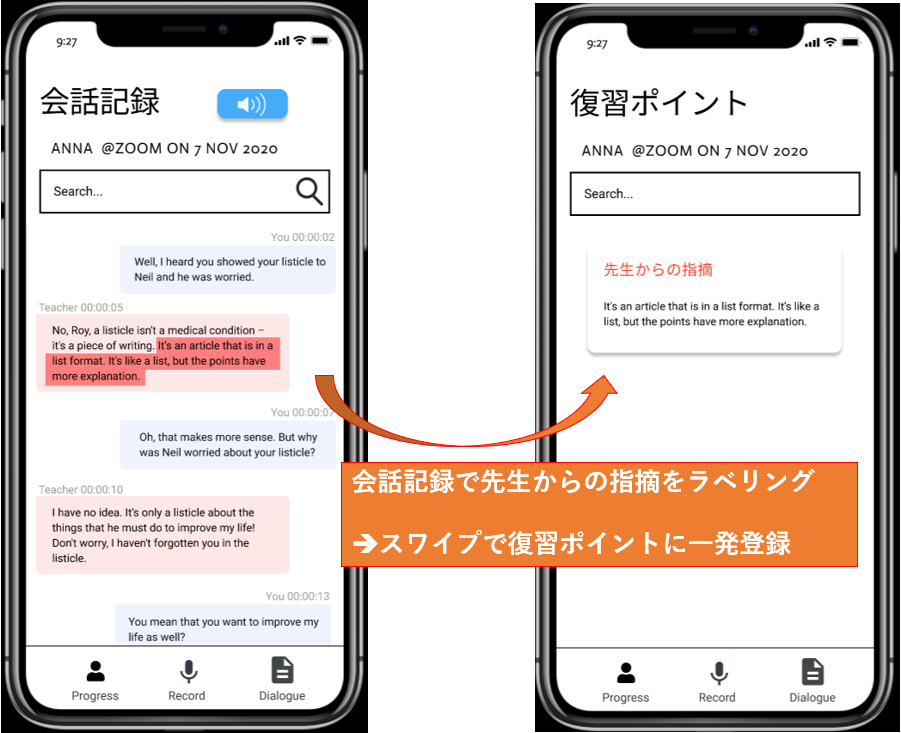 9:27
会話記録
ANNA @ZOOM ON 7 NOV 2020
Search...
You 00:00:02
Well, I heard you showed your listicle to
Neil and he was worried.
Teacher 00:00:05
No, Roy, a listicle isn't a medical condition –
it's a piece of writing. It's an article that is in a
list format. It's like a list, but the points have
more explanation.
You 00:00:07
Oh, that makes more sense. But why
was Neil worried about your listicle?
Teacher 00:00:10
I have no idea. It's only a listicle about the
things that he must do to improve my life!
Don't worry, I haven't forgotten you in the
listicle.
You 00:00:13
You mean that you want to improve my
life as well?
Progress
Record
Dialogue
会話記録で先生からの指摘をラベリング
➔スワイプで復習ポイントに一発登録
9:27
復習ポイント
ANNA @ZOOM ON 7 NOV 2020
Search...
先生からの指摘
It's an article that is in a list format. It's like a
list, but the points have more explanation.
Progress
Record
Dialogue